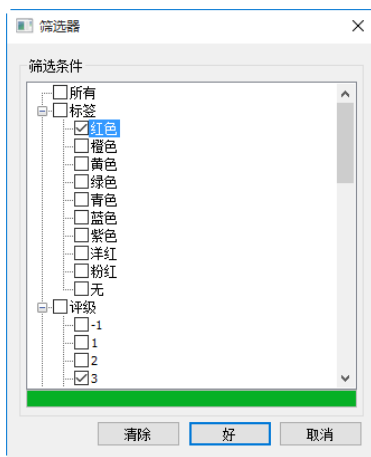 筛选器
筛选条件
所有
标签
红色
橙色
黄色
绿色
青色
蓝色
紫色
洋红
粉红
无
评级
-1
1
2
3
清除 好 取消